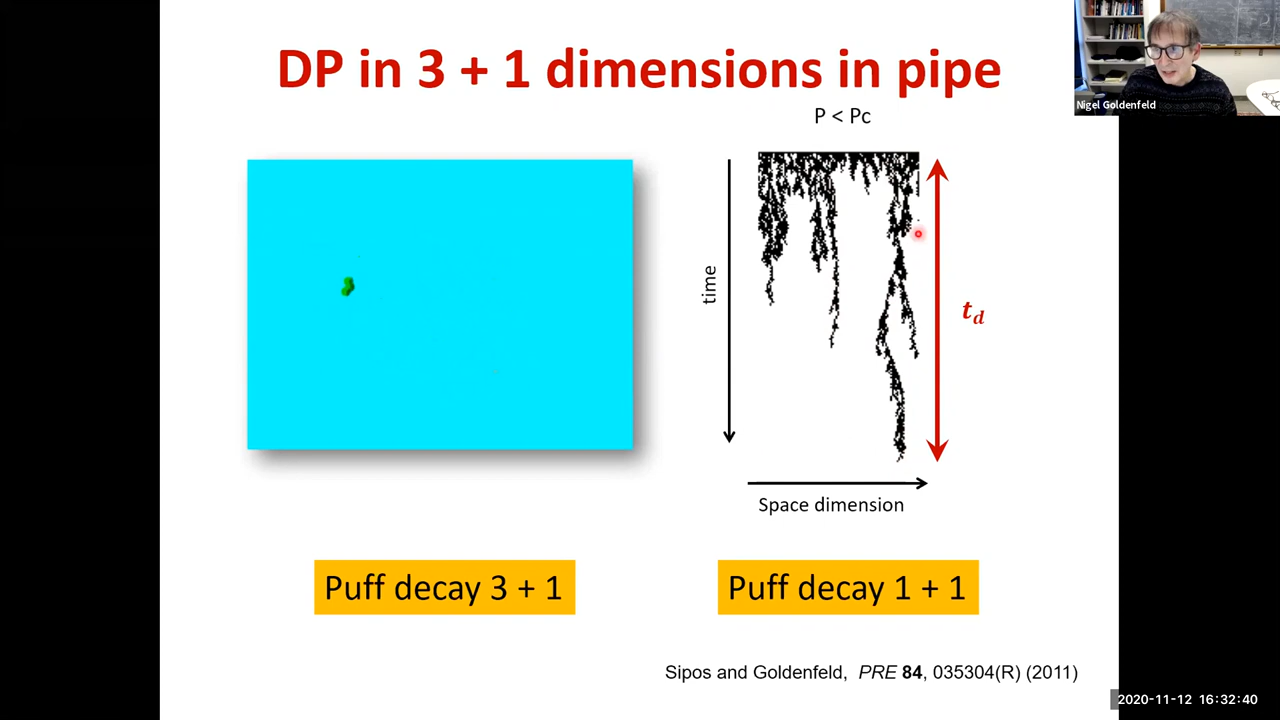 DP in 3 + 1 dimensions in pipe
Nigel Goldenfeld
P < Pc
time
t_d
Space dimension
Puff decay 3 + 1
Puff decay 1 + 1
Sipos and Goldenfeld, PRE 84, 035304(R) (2011)
2020-11-12 16:32:40